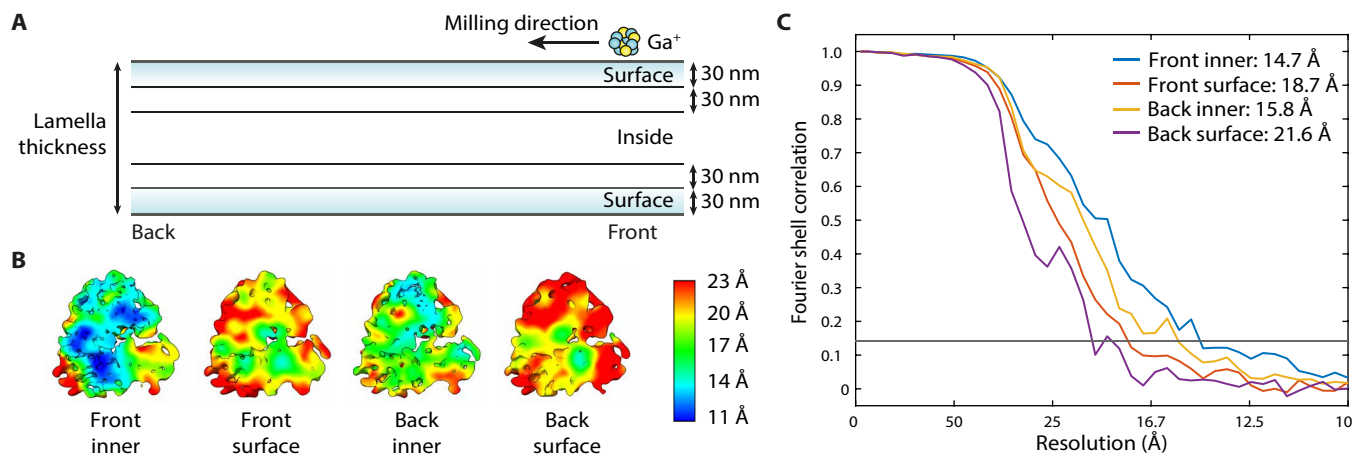 A
Milling direction
Ga⁺
Surface
30 nm
30 nm
Lamella
thickness
Inside
30 nm
Surface
30 nm
Back
Front
B
23 Å
20 Å
17 Å
14 Å
11 Å
Front
inner
Front
surface
Back
inner
Back
surface
C
Fourier shell correlation
1.0
0.9
0.8
0.7
0.6
0.5
0.4
0.3
0.2
0.1
0
Front inner: 14.7 Å
Front surface: 18.7 Å
Back inner: 15.8 Å
Back surface: 21.6 Å
0 50 25 16.7 12.5 10
Resolution (Å)